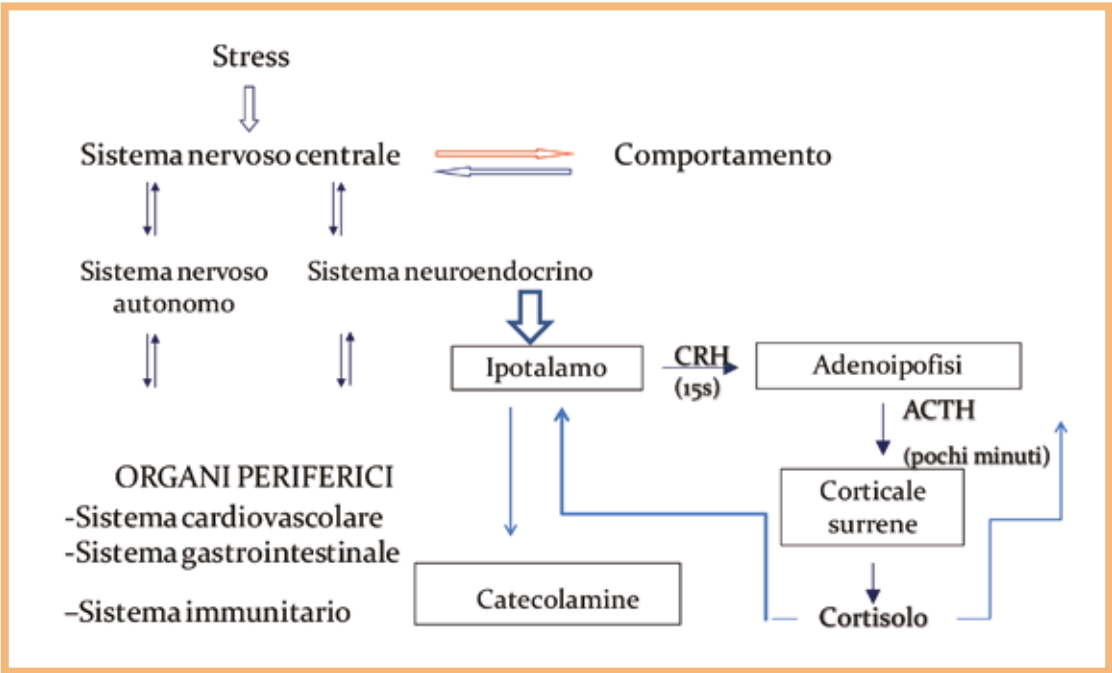 Stress
Sistema nervoso centrale
Comportamento
Sistema nervoso
autonomo
Sistema neuroendocrino
Ipotalamo
CRH
(15s)
Adenoipofisi
ACTH
(pochi minuti)
Corticale
surrene
Cortisolo
Catecolamine
ORGANI PERIFERICI
-Sistema cardiovascolare
-Sistema gastrointestinale
–Sistema immunitario